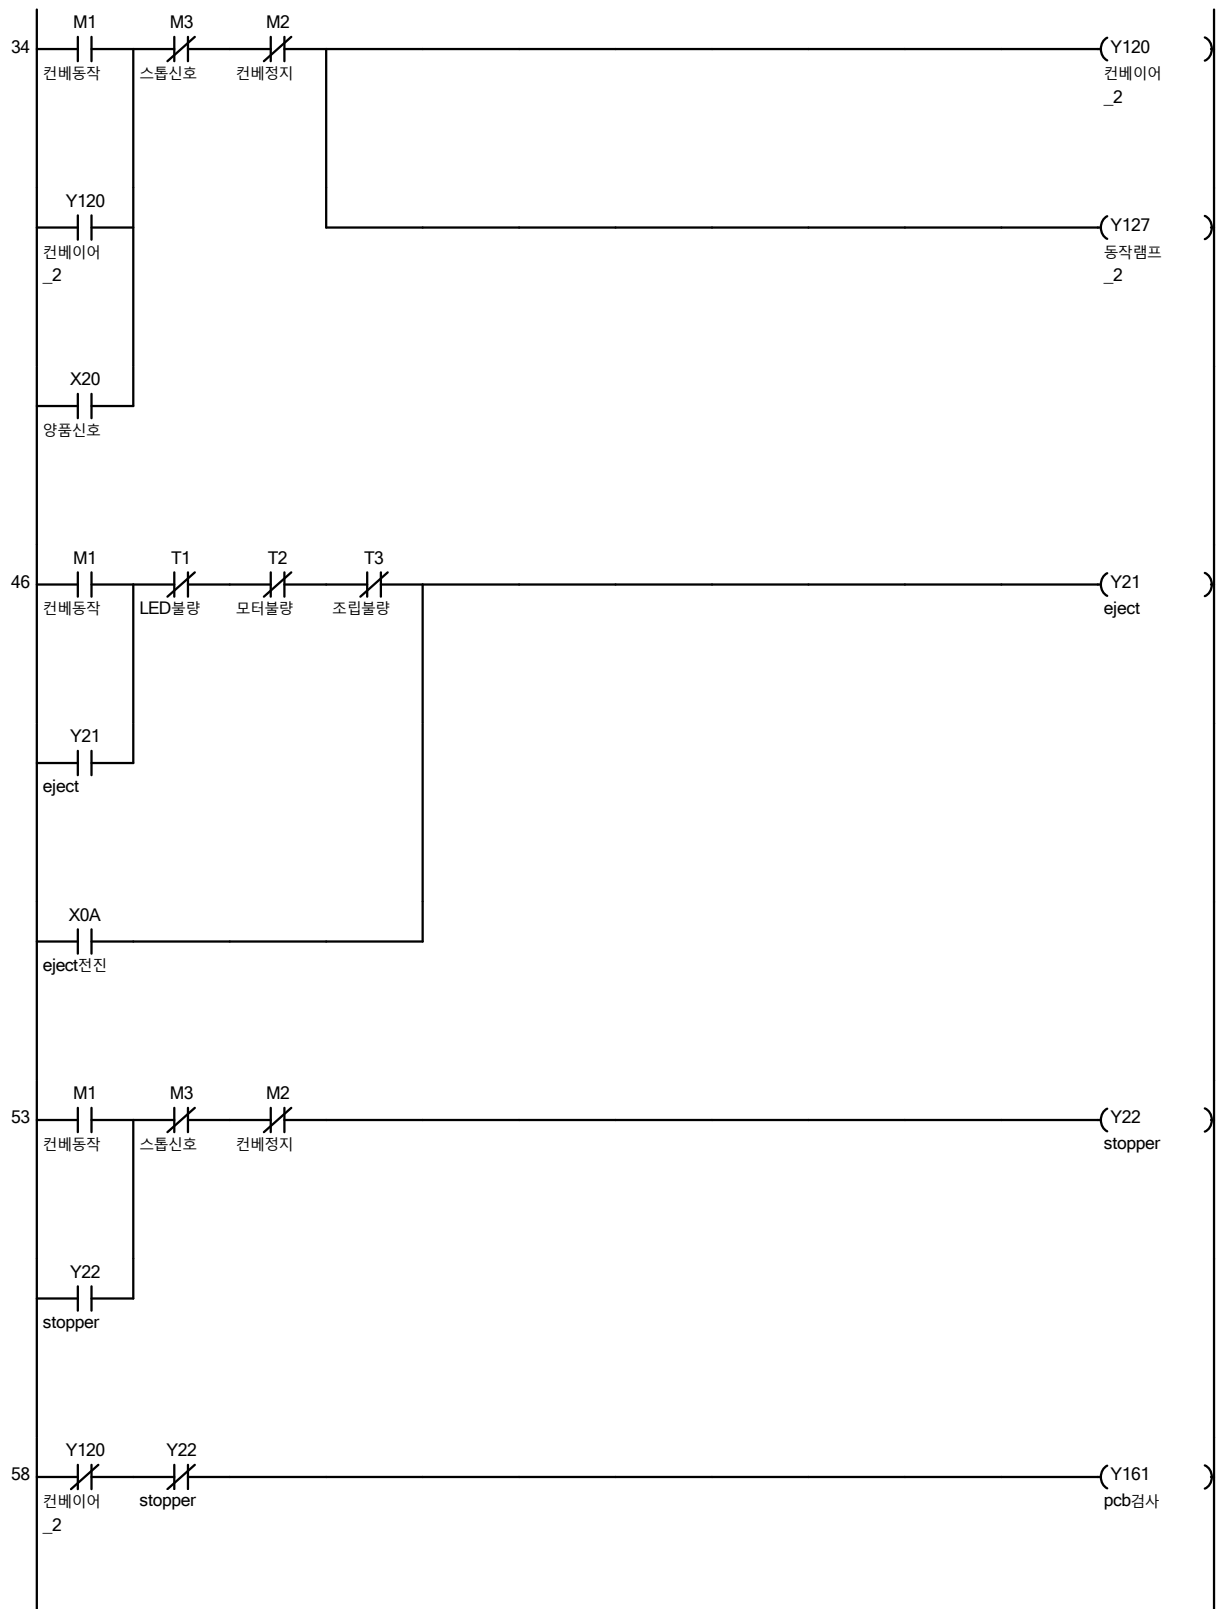 M1 M3 M2
34 Y120
컨베동작 스톱신호 컨베정지 컨베이어
_2
Y120
Y127
컨베이어 동작램프
_2 _2
X20
양품신호
M1 T1 T2 T3
46 Y21
컨베동작 LED불량 모터불량 조립불량 eject
Y21
eject
X0A
eject전진
M1 M3 M2
53 Y22
컨베동작 스톱신호 컨베정지 stopper
Y22
stopper
Y120 Y22
58 Y161
컨베이어 stopper pcb검사
_2